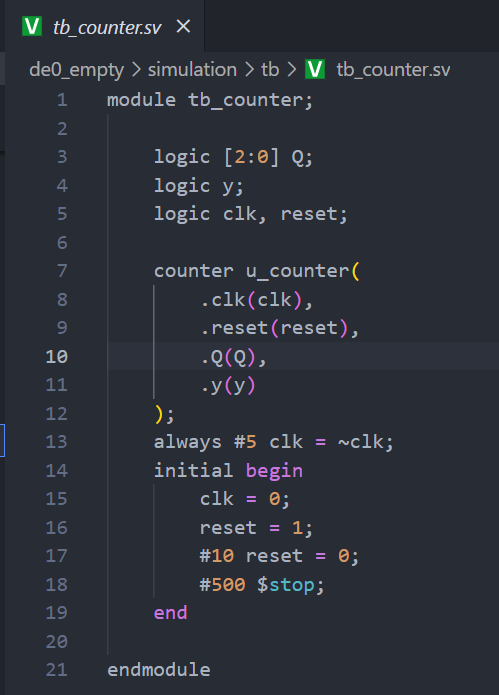 tb_counter.sv
de0_empty > simulation > tb > tb_counter.sv
1 module tb_counter;
2
3 logic [2:0] Q;
4 logic y;
5 logic clk, reset;
6
7 counter u_counter(
8 .clk(clk),
9 .reset(reset),
10 .Q(Q),
11 .y(y)
12 );
13 always #5 clk = ~clk;
14 initial begin
15 clk = 0;
16 reset = 1;
17 #10 reset = 0;
18 #500 $stop;
19 end
20
21 endmodule